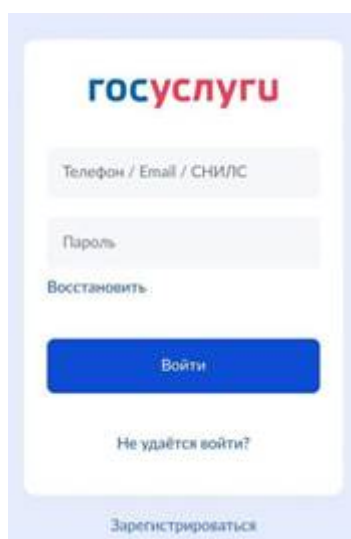 госуслуги
Телефон / Email / СНИЛС
Пароль
Восстановить
Войти
Не удаётся войти?
Зарегистрироваться